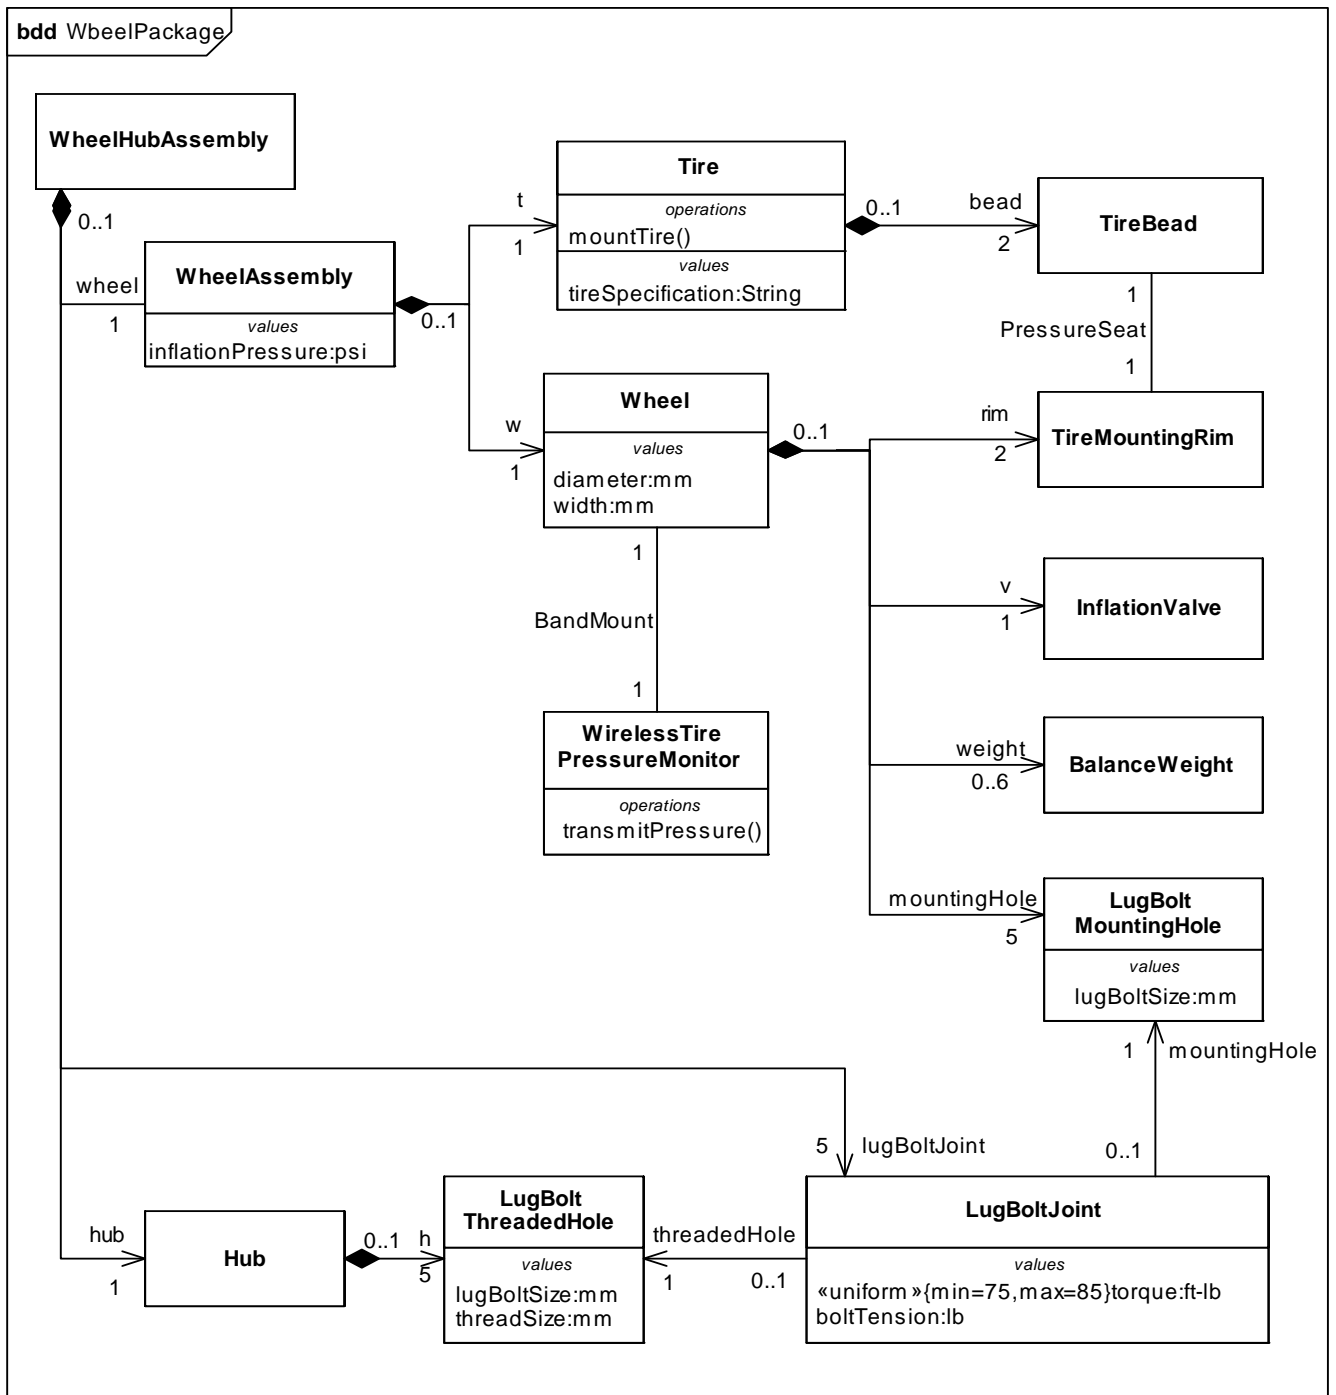 bdd WbeelPackage
WheelHubAssembly
0..1
wheel
1
WheelAssembly
values
inflationPressure:psi
0..1
t
1
Tire
operations
mountTire()
values
tireSpecification:String
0..1
bead
2
TireBead
1
PressureSeat
1
w
1
Wheel
values
diameter:mm
width:mm
0..1
rim
2
TireMountingRim
1
BandMount
1
v
1
InflationValve
WirelessTire
PressureMonitor
operations
transmitPressure()
weight
0..6
BalanceWeight
mountingHole
5
LugBolt
MountingHole
values
lugBoltSize:mm
1
mountingHole
0..1
5
lugBoltJoint
hub
1
Hub
0..1
h
5
LugBolt
ThreadedHole
values
lugBoltSize:mm
threadSize:mm
threadedHole
1
0..1
LugBoltJoint
values
«uniform»{min=75,max=85}torque:ft-lb
boltTension:lb